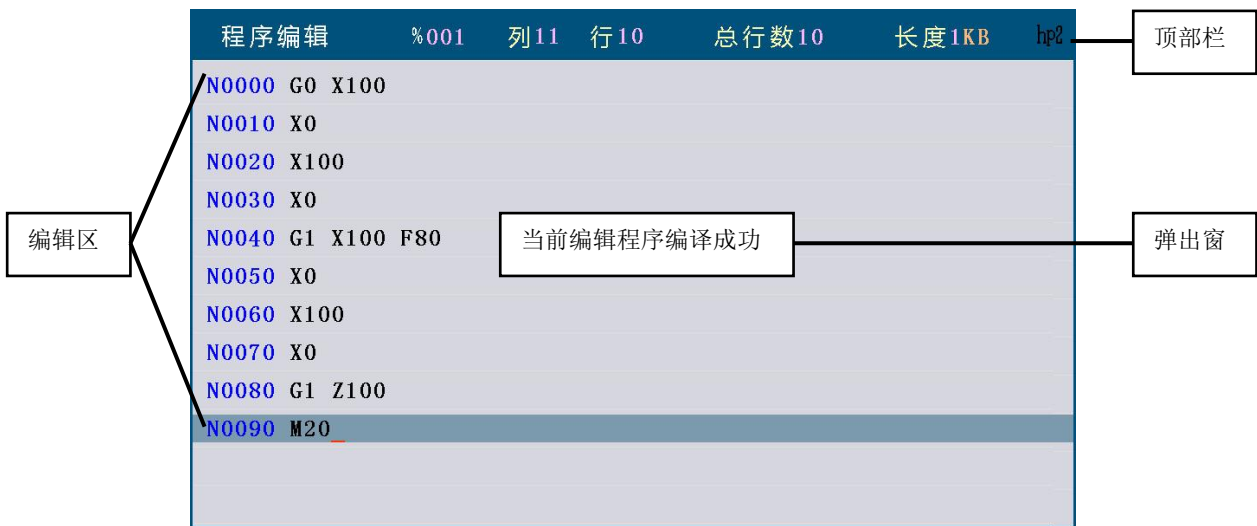 程序编辑 %001 列11 行10 总行数10 长度1KB hp2
顶部栏
N0000 G0 X100
N0010 X0
N0020 X100
N0030 X0
编辑区
N0040 G1 X100 F80
当前编辑程序编译成功
弹出窗
N0050 X0
N0060 X100
N0070 X0
N0080 G1 Z100
N0090 M20_